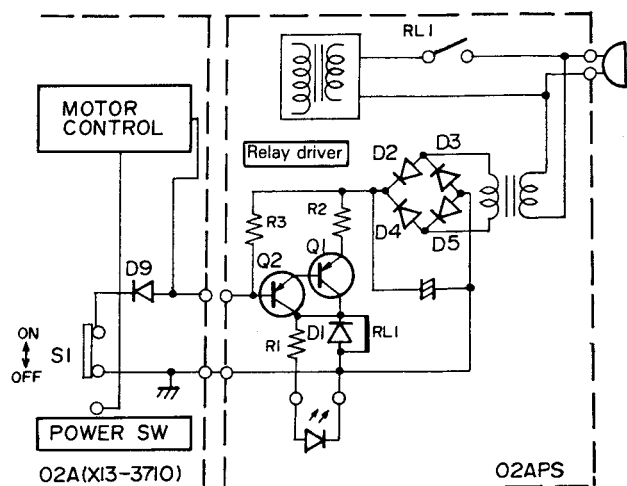 RL1
MOTOR
CONTROL
Relay driver
D2
D3
R3
R2
D4
D5
Q1
Q2
D9
ON
OFF
S1
R1
D1
RL1
POWER SW
02A(X13-3710)
02APS